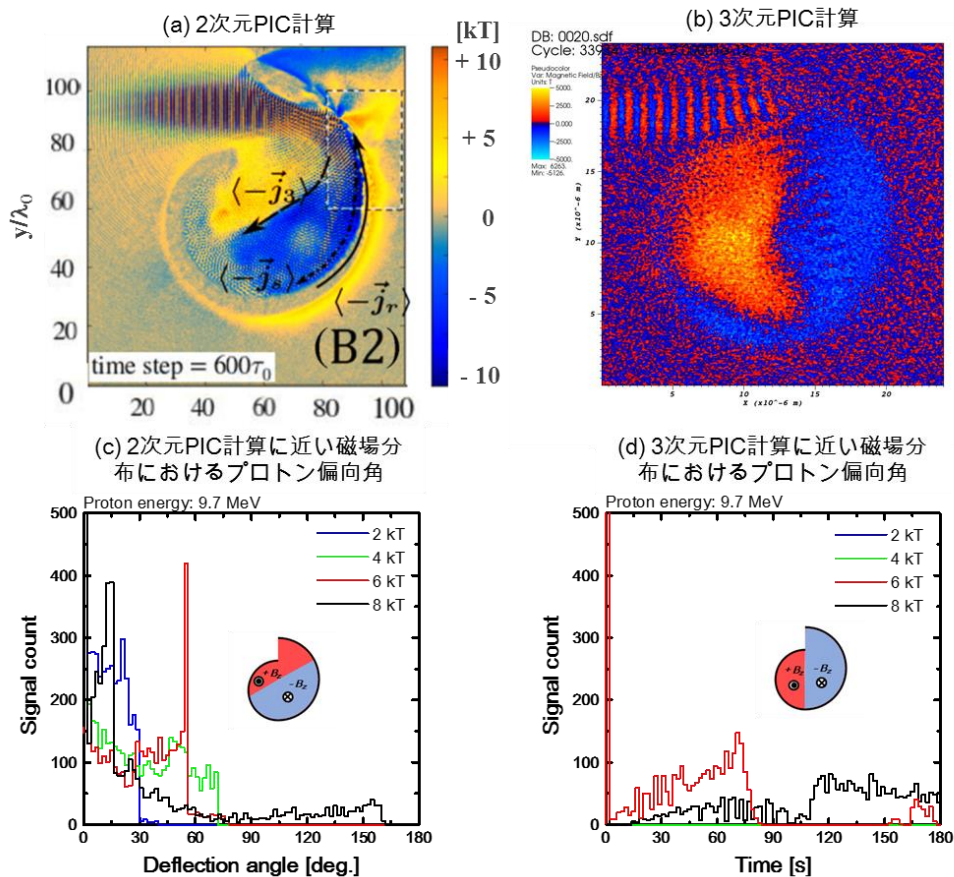 (a) 2次元PIC計算
[kT]
+ 10
+ 5
0
- 5
- 10
y/λ₀
100
80
60
40
20
0
0 20 40 60 80 100
⟨-j⃗₃⟩
⟨-j⃗ₛ⟩
⟨-j⃗ᵣ⟩
(B2)
time step = 600τ₀
(b) 3次元PIC計算
DB: 0020.sdf
Cycle: 339
Pseudocolor
Var: Magnetic Field/B
Units: T
5000.
2500.
0.000
-2500.
-5000.
Max: 6263.
Min: -5126.
Y (x10^-6 m)
20
15
10
5
5 10 15 20
X (x10^-6 m)
(c) 2次元PIC計算に近い磁場分
布におけるプロトン偏向角
Proton energy: 9.7 MeV
500
400
300
200
100
0
Signal count
2 kT
4 kT
6 kT
8 kT
+Bz
-Bz
0 30 60 90 120 150 180
Deflection angle [deg.]
(d) 3次元PIC計算に近い磁場分
布におけるプロトン偏向角
Proton energy: 9.7 MeV
500
400
300
200
100
0
Signal count
2 kT
4 kT
6 kT
8 kT
+Bz
-Bz
0 30 60 90 120 150 180
Time [s]